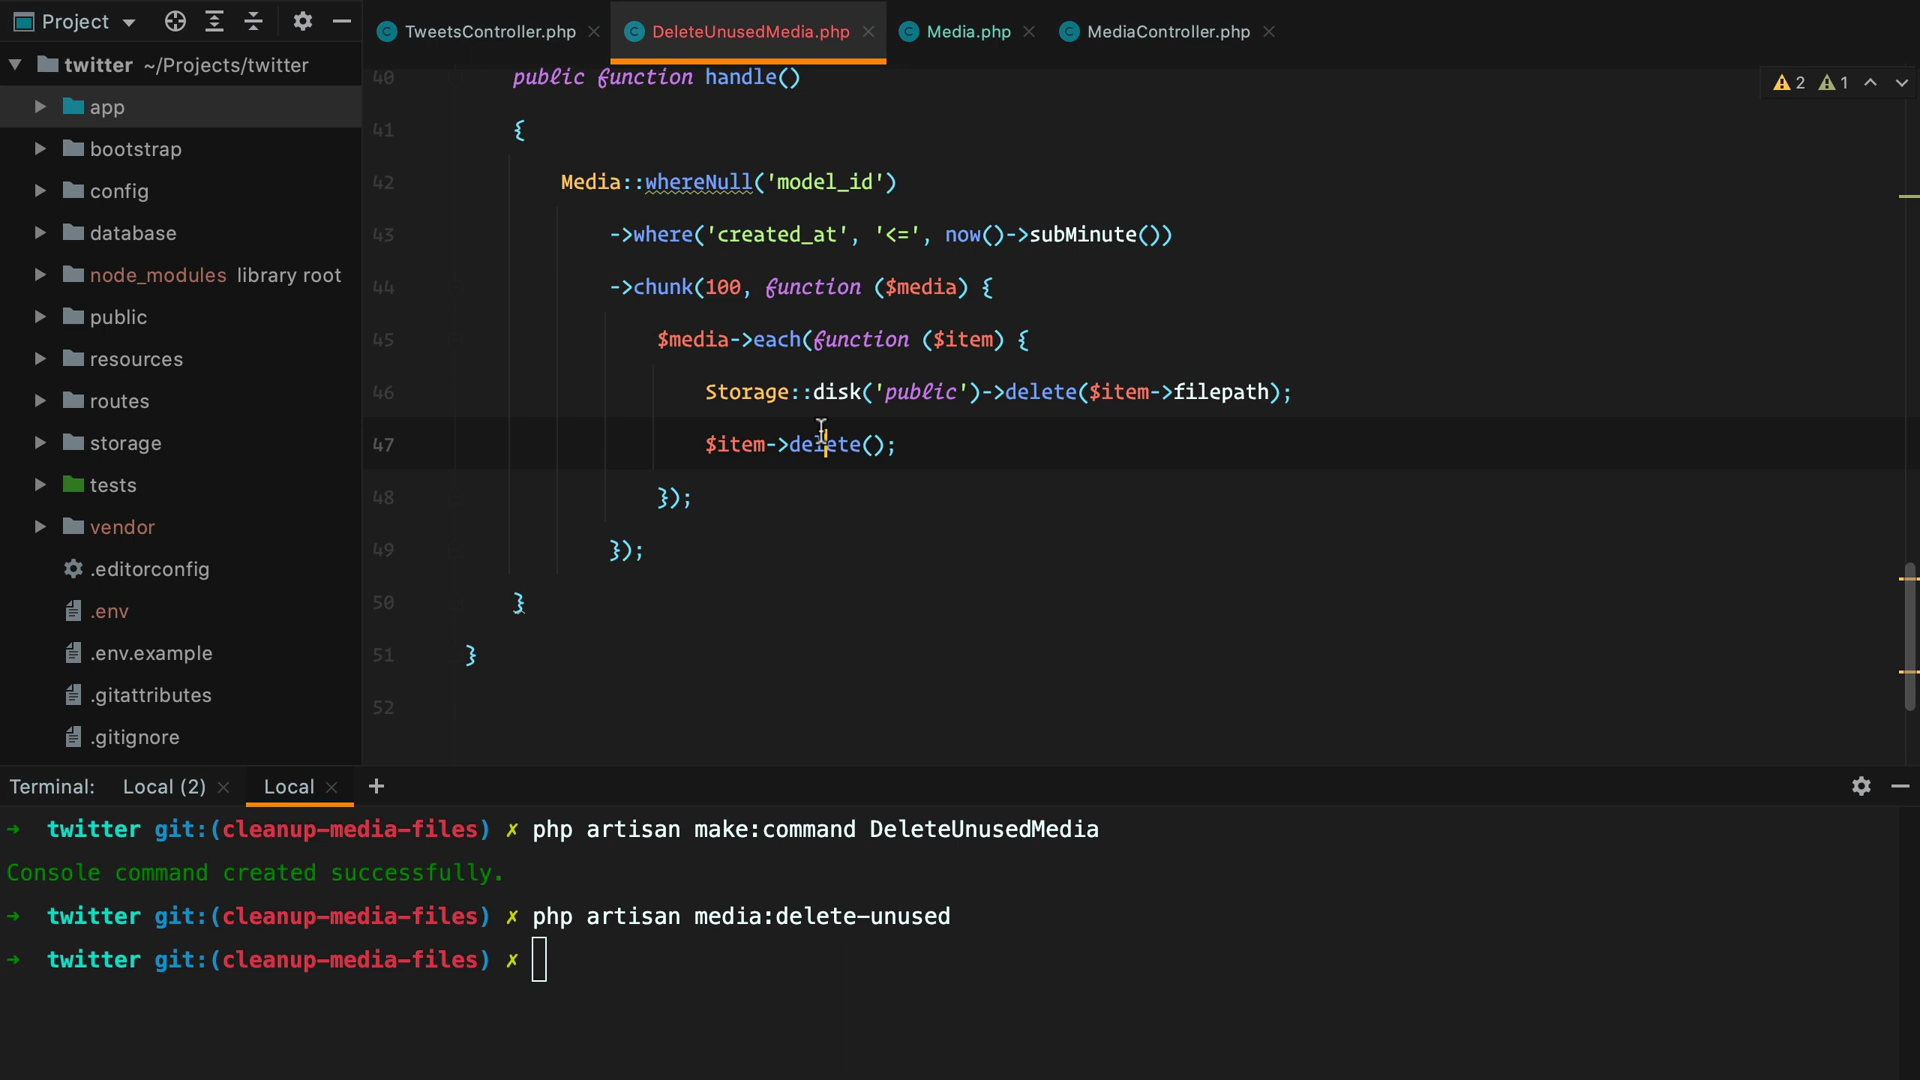 Project
TweetsController.php
DeleteUnusedMedia.php
Media.php
MediaController.php
twitter ~/Projects/twitter
app
bootstrap
config
database
node_modules library root
public
resources
routes
storage
tests
vendor
.editorconfig
.env
.env.example
.gitattributes
.gitignore
2 1
40 public function handle()
41 {
42 Media::whereNull('model_id')
43 ->where('created_at', '<=', now()->subMinute())
44 ->chunk(100, function ($media) {
45 $media->each(function ($item) {
46 Storage::disk('public')->delete($item->filepath);
47 $item->delete();
48 });
49 });
50 }
51 }
52
Terminal: Local (2) Local
➜ twitter git:(cleanup-media-files) ✗ php artisan make:command DeleteUnusedMedia
Console command created successfully.
➜ twitter git:(cleanup-media-files) ✗ php artisan media:delete-unused
➜ twitter git:(cleanup-media-files) ✗